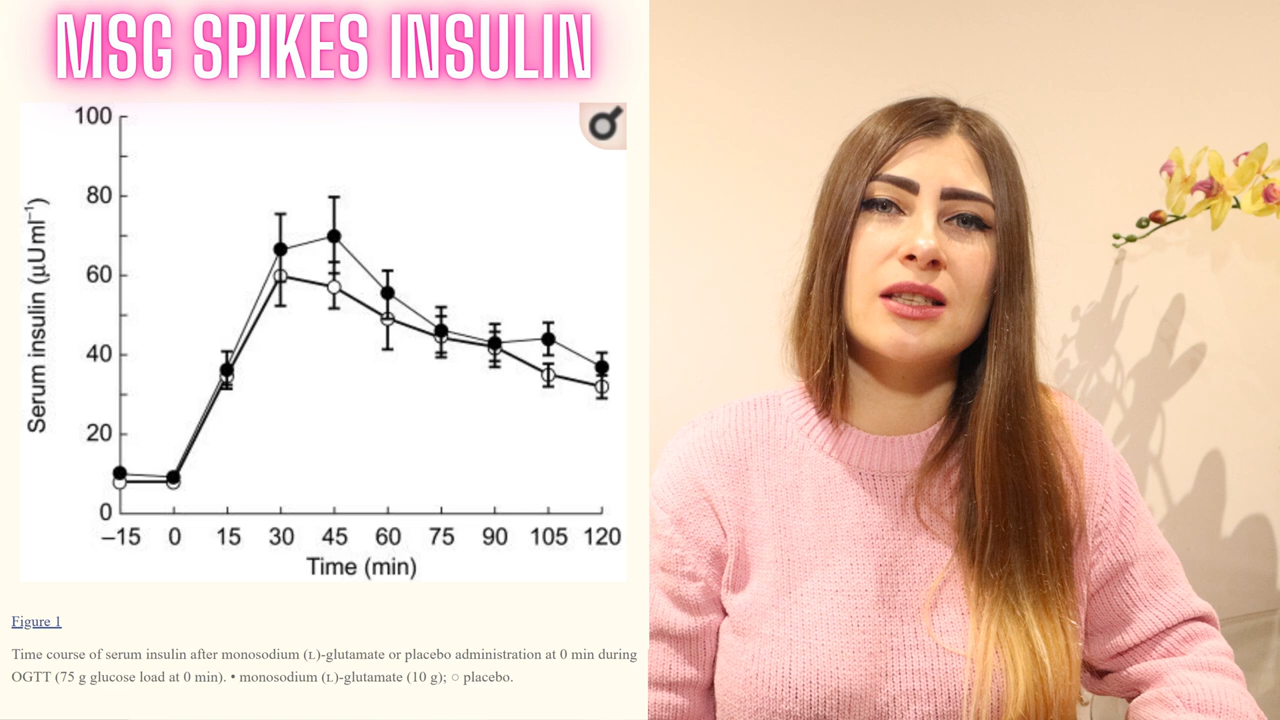 MSG SPIKES INSULIN
100
80
60
40
20
0
Serum insulin (µU ml⁻¹)
–15 0 15 30 45 60 75 90 105 120
Time (min)
Figure 1
Time course of serum insulin after monosodium (ʟ)-glutamate or placebo administration at 0 min during
OGTT (75 g glucose load at 0 min). • monosodium (ʟ)-glutamate (10 g); ○ placebo.